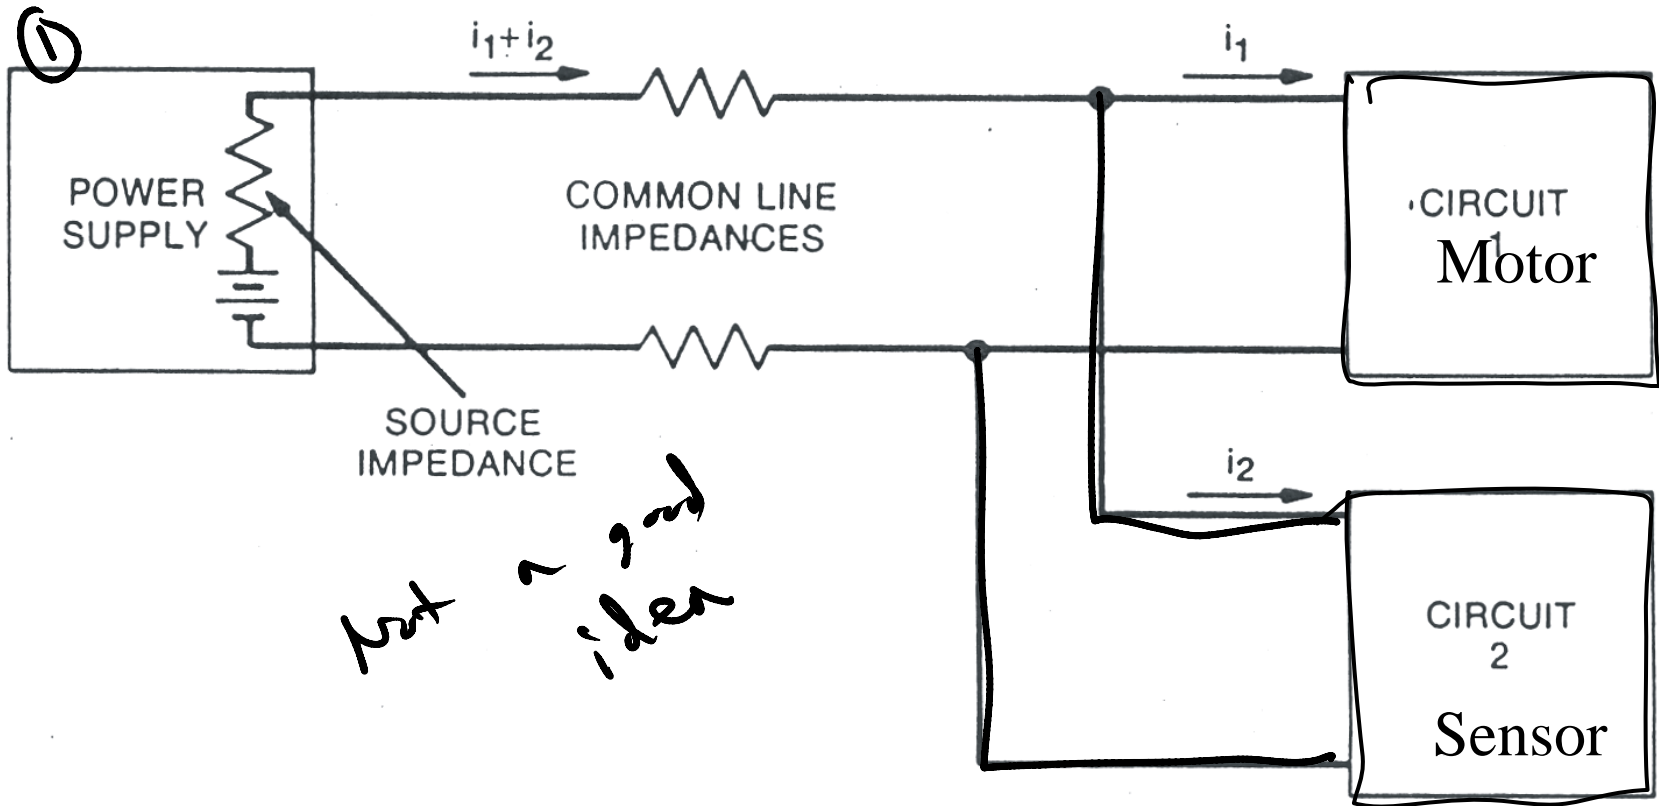 ①
i₁+i₂
i₁
POWER
SUPPLY
COMMON LINE
IMPEDANCES
CIRCUIT
1
Motor
SOURCE
IMPEDANCE
i₂
Not a good
idea
CIRCUIT
2
Sensor